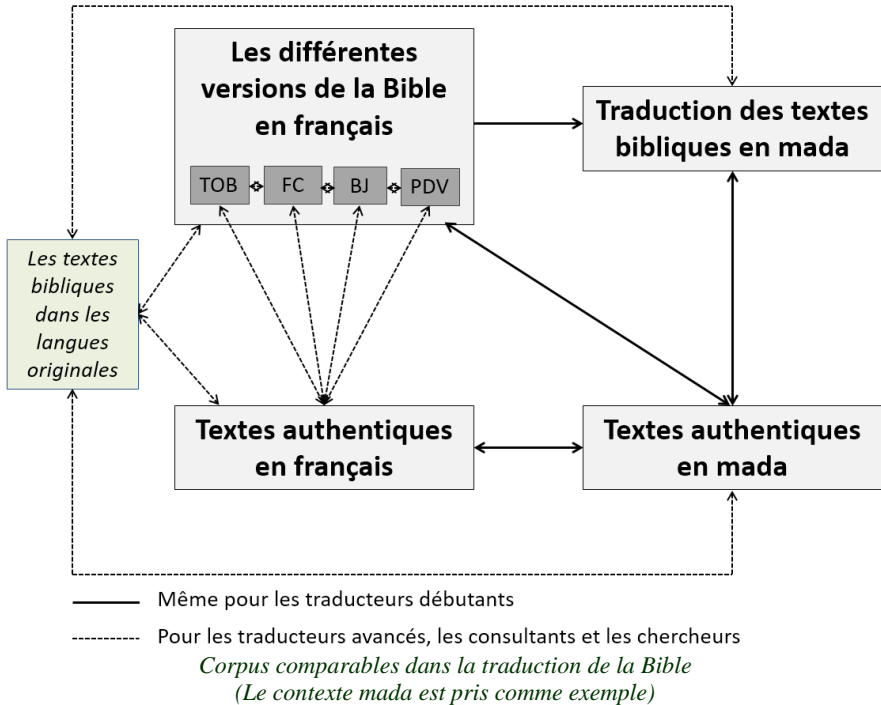 Les différentes
versions de la Bible
en français
TOB
FC
BJ
PDV
Traduction des textes
bibliques en mada
Les textes
bibliques
dans les
langues
originales
Textes authentiques
en français
Textes authentiques
en mada
Même pour les traducteurs débutants
Pour les traducteurs avancés, les consultants et les chercheurs
Corpus comparables dans la traduction de la Bible
(Le contexte mada est pris comme exemple)